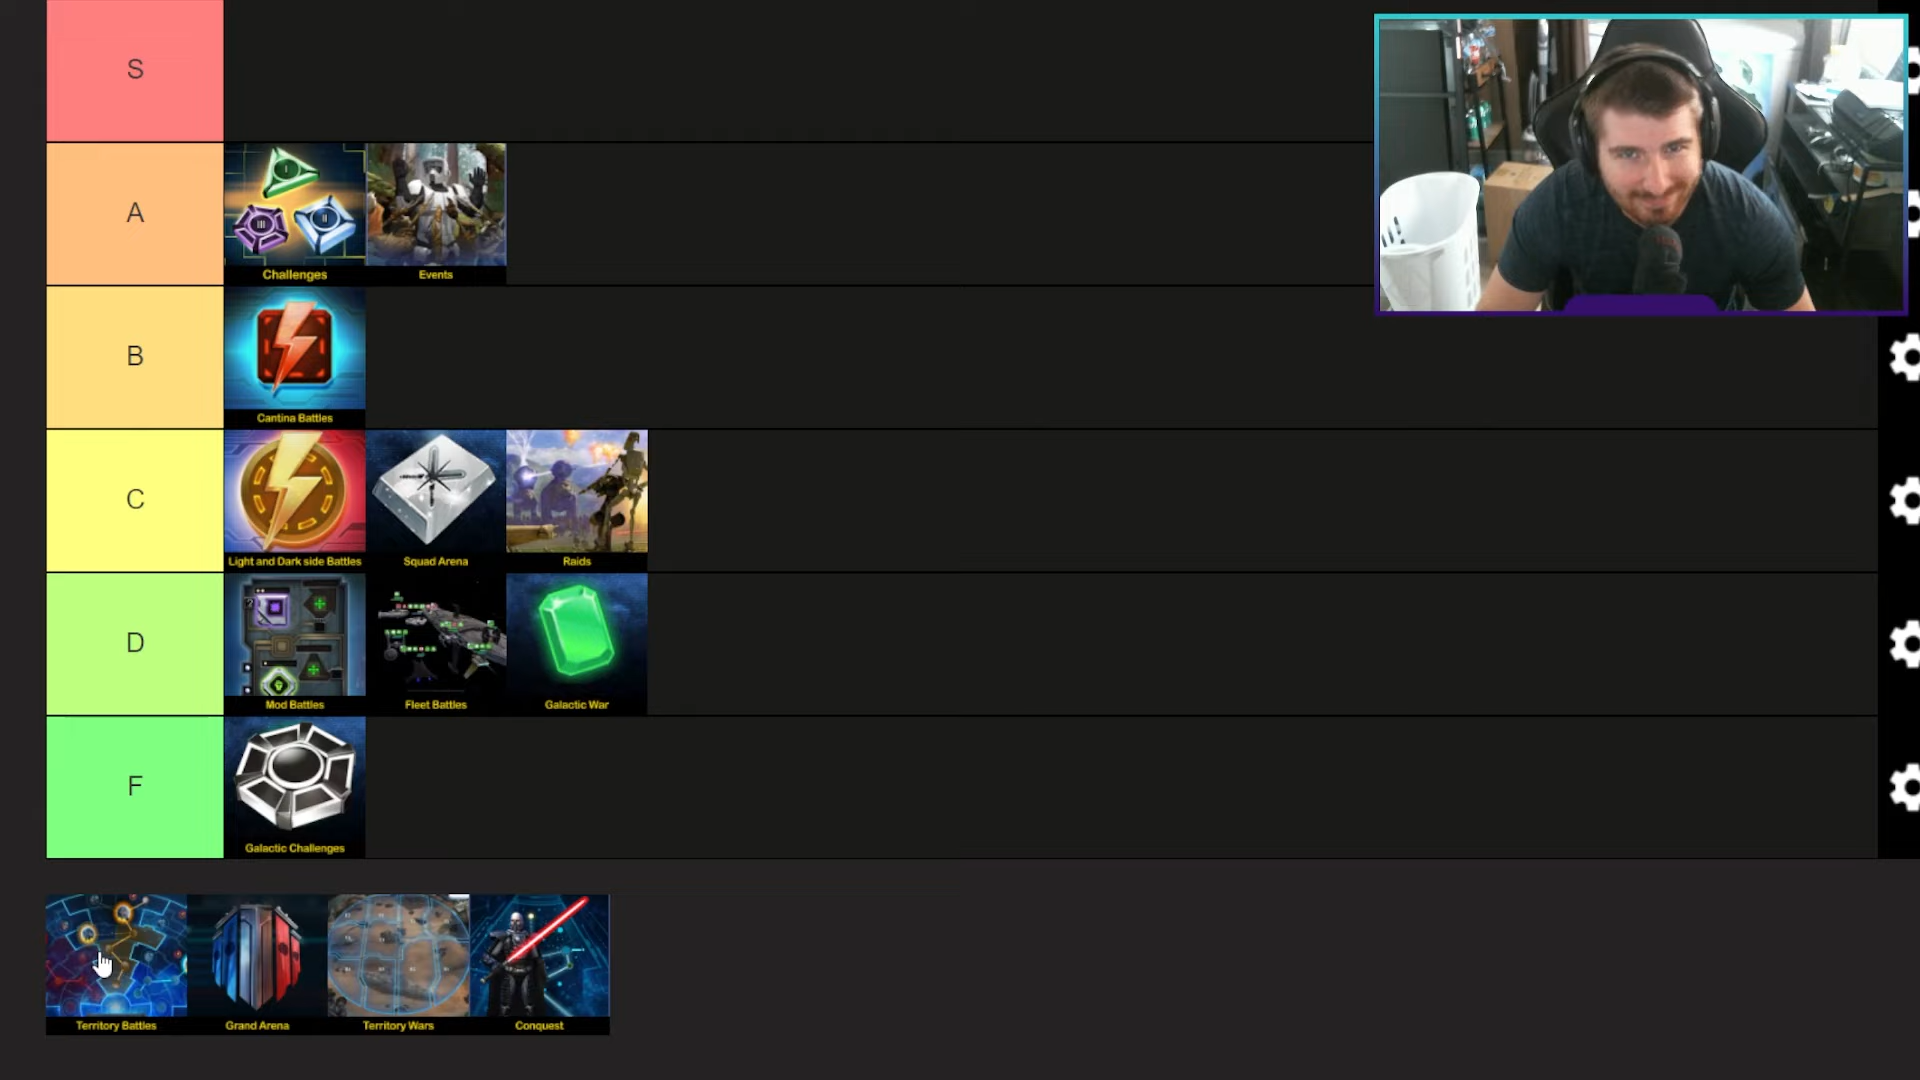 S
A
Challenges
Events
B
Cantina Battles
C
Light and Dark side Battles
Squad Arena
Raids
D
Mod Battles
Fleet Battles
Galactic War
F
Galactic Challenges
Territory Battles
Grand Arena
Territory Wars
Conquest